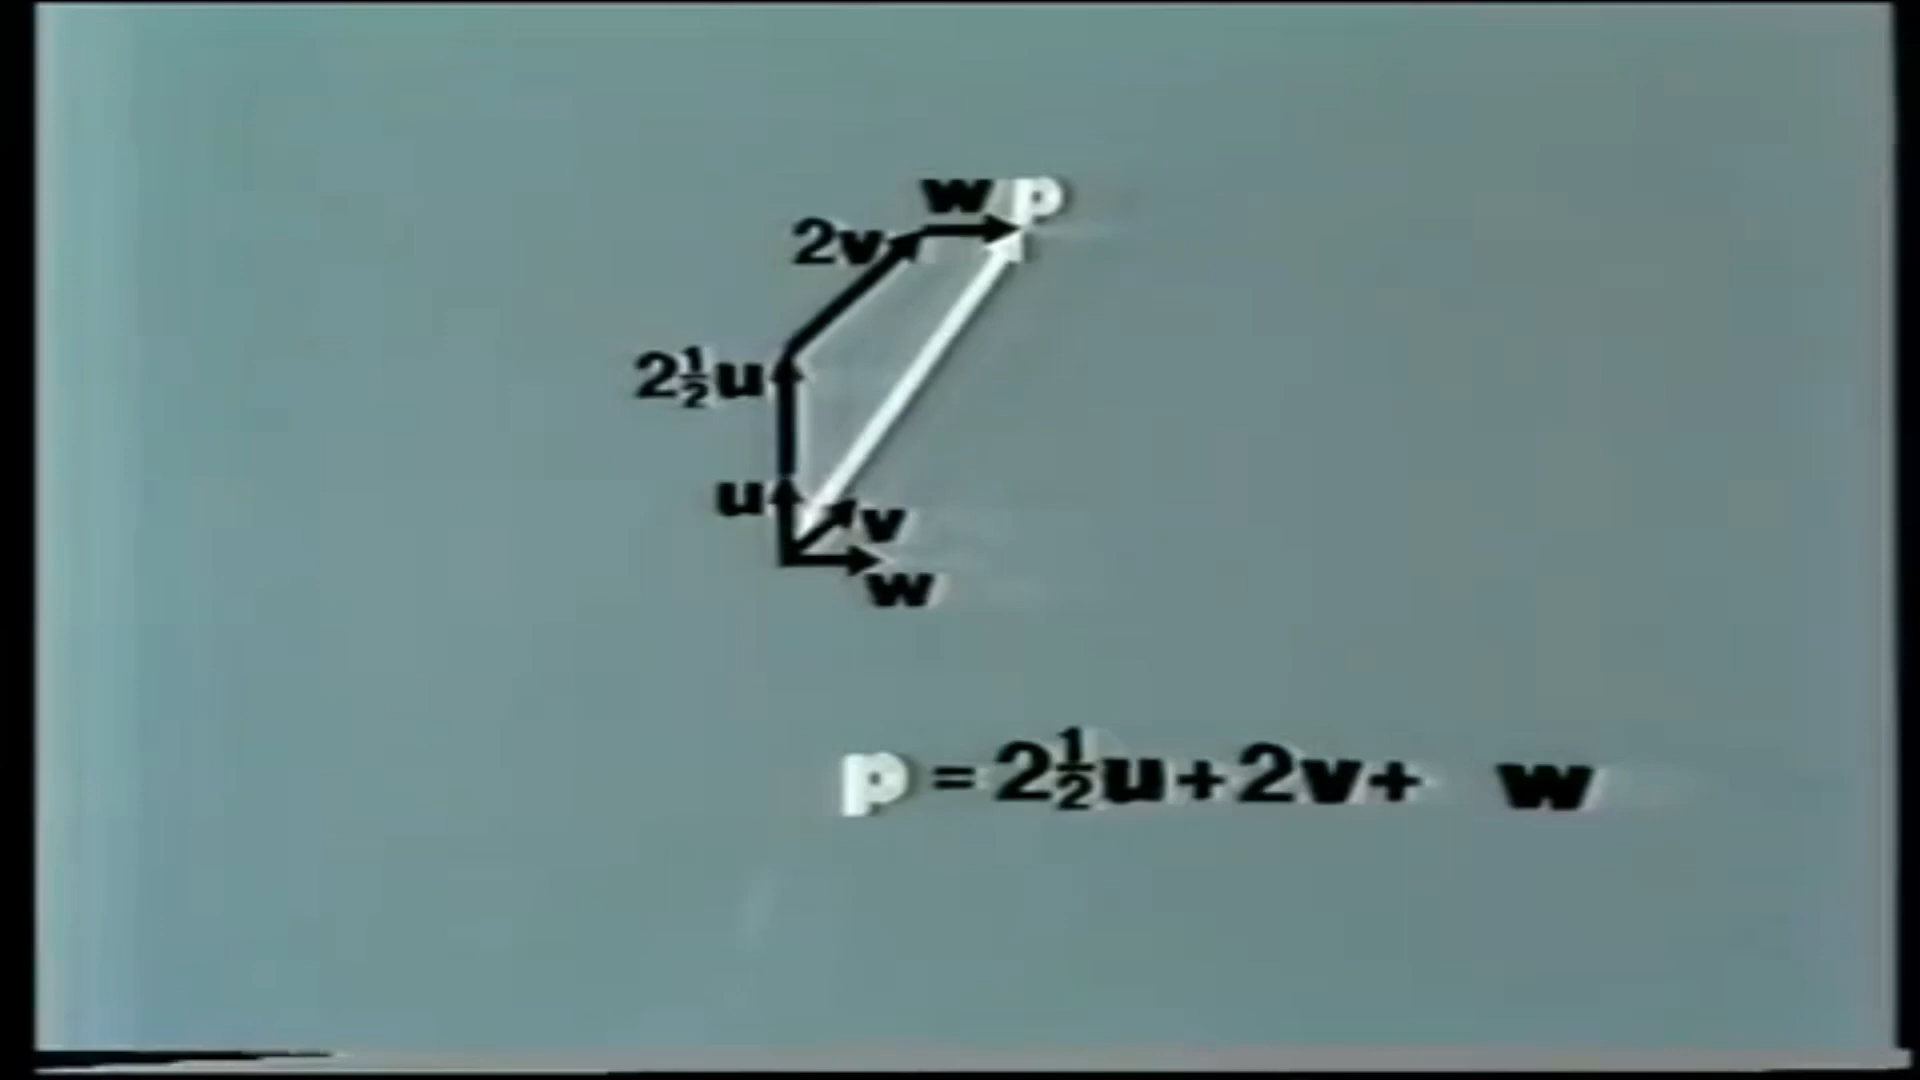 w p
2v
2½u
u
v
w
p = 2½u + 2v + w